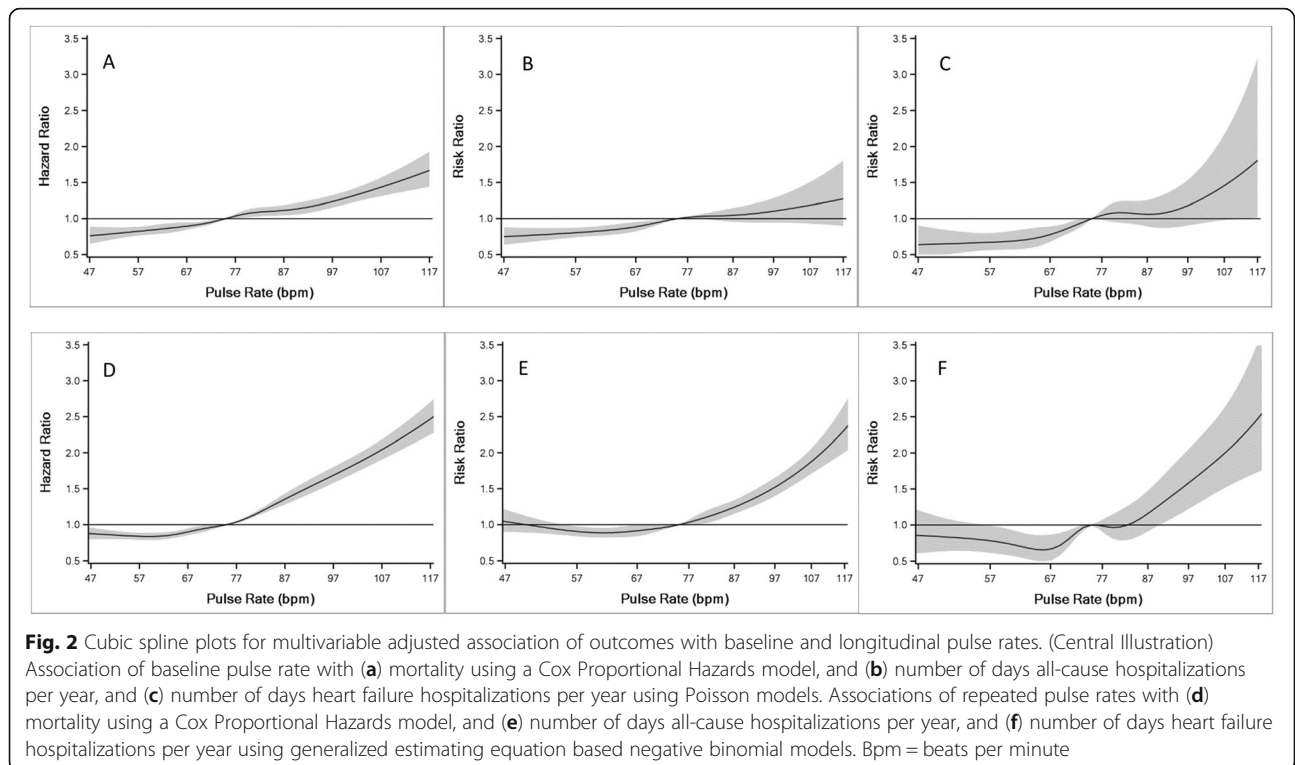 A
3.5
3.0
2.5
2.0
1.5
1.0
0.5
Hazard Ratio
47 57 67 77 87 97 107 117
Pulse Rate (bpm)
B
3.5
3.0
2.5
2.0
1.5
1.0
0.5
Risk Ratio
47 57 67 77 87 97 107 117
Pulse Rate (bpm)
C
3.5
3.0
2.5
2.0
1.5
1.0
0.5
Risk Ratio
47 57 67 77 87 97 107 117
Pulse Rate (bpm)
D
3.5
3.0
2.5
2.0
1.5
1.0
0.5
Hazard Ratio
47 57 67 77 87 97 107 117
Pulse Rate (bpm)
E
3.5
3.0
2.5
2.0
1.5
1.0
0.5
Risk Ratio
47 57 67 77 87 97 107 117
Pulse Rate (bpm)
F
3.5
3.0
2.5
2.0
1.5
1.0
0.5
Risk Ratio
47 57 67 77 87 97 107 117
Pulse Rate (bpm)
Fig. 2 Cubic spline plots for multivariable adjusted association of outcomes with baseline and longitudinal pulse rates. (Central Illustration)
Association of baseline pulse rate with (a) mortality using a Cox Proportional Hazards model, and (b) number of days all-cause hospitalizations
per year, and (c) number of days heart failure hospitalizations per year using Poisson models. Associations of repeated pulse rates with (d)
mortality using a Cox Proportional Hazards model, and (e) number of days all-cause hospitalizations per year, and (f) number of days heart failure
hospitalizations per year using generalized estimating equation based negative binomial models. Bpm = beats per minute